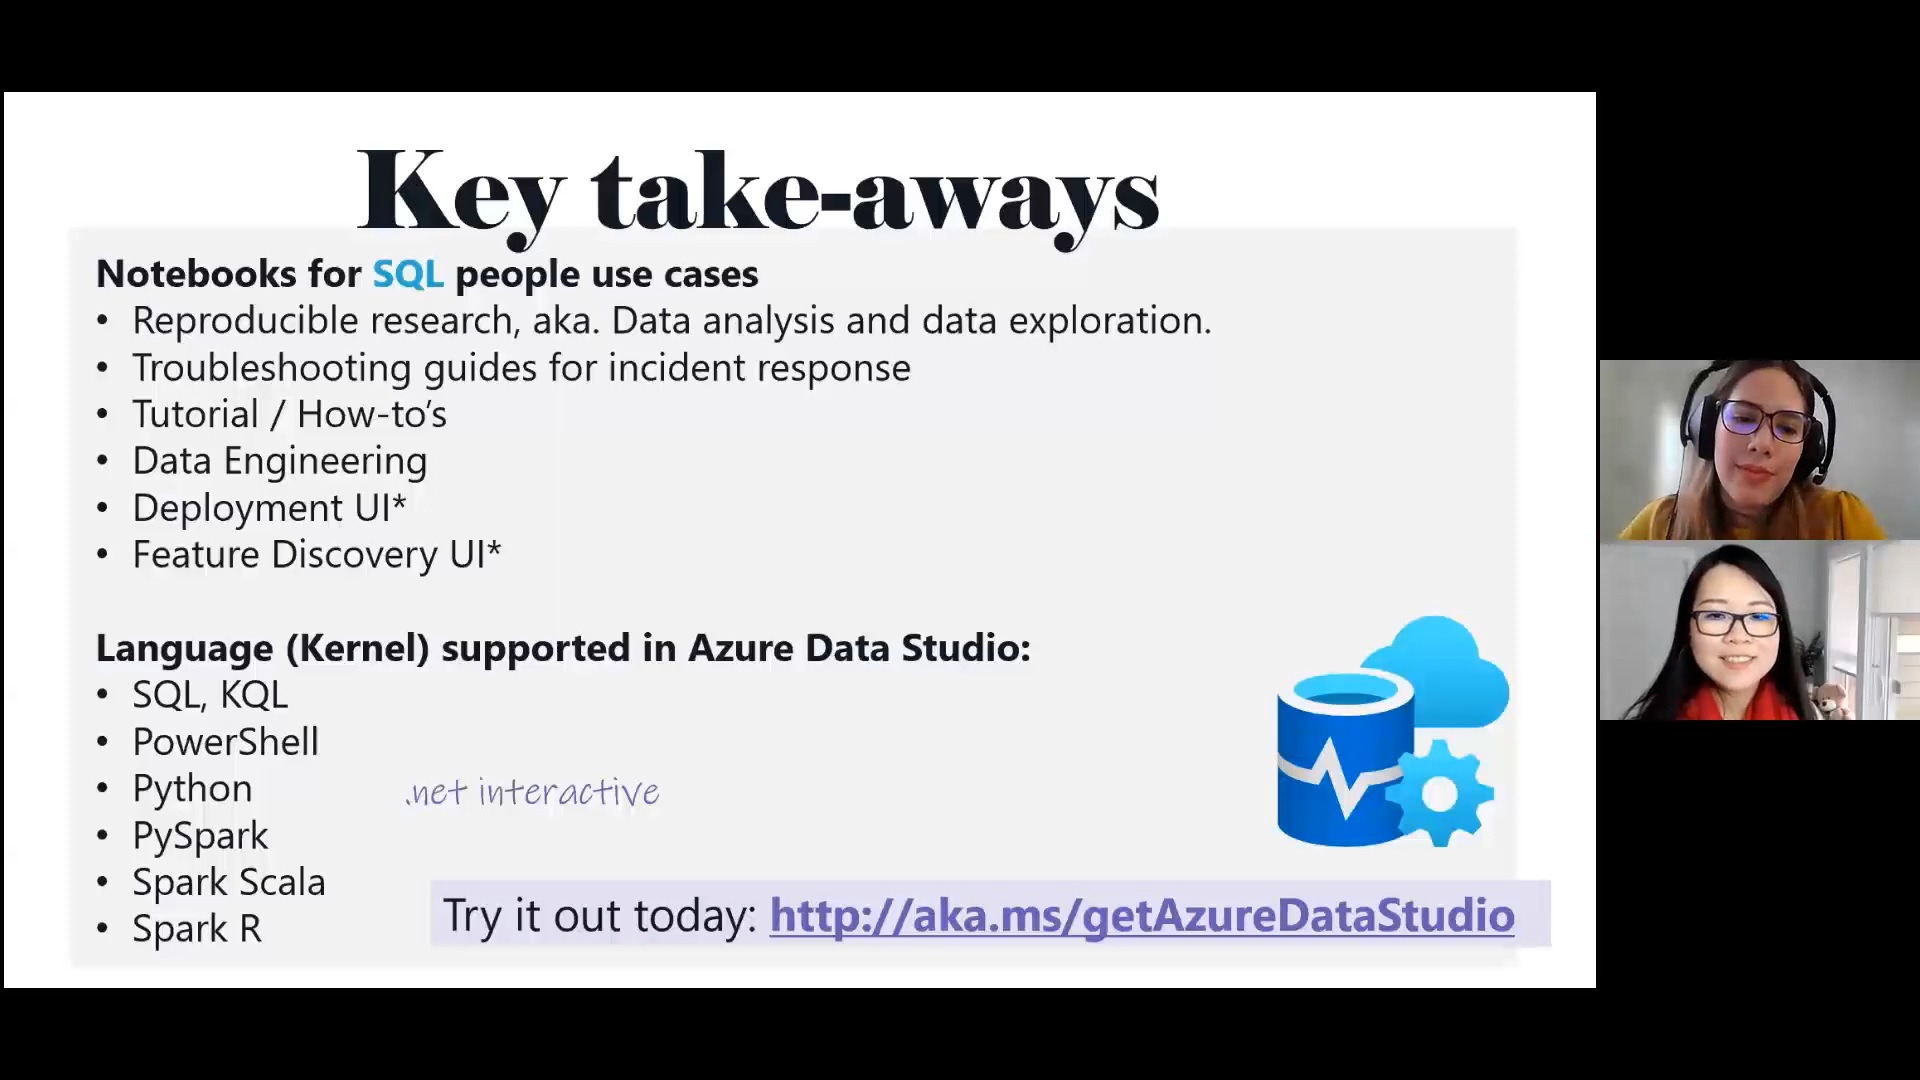 Key take-aways
Notebooks for SQL people use cases
• Reproducible research, aka. Data analysis and data exploration.
• Troubleshooting guides for incident response
• Tutorial / How-to’s
• Data Engineering
• Deployment UI*
• Feature Discovery UI*
Language (Kernel) supported in Azure Data Studio:
• SQL, KQL
• PowerShell
• Python
.net interactive
• PySpark
• Spark Scala
• Spark R
Try it out today: http://aka.ms/getAzureDataStudio